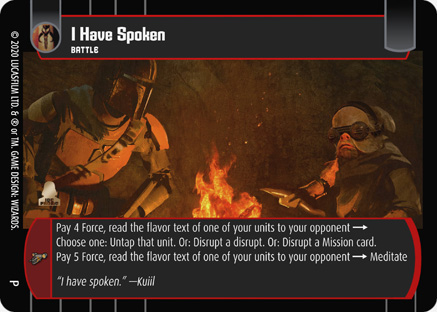 I Have Spoken
BATTLE
© 2020 LUCASFILM LTD. & ® or TM. GAME DESIGN: WIZARDS.
P
Pay 4 Force, read the flavor text of one of your units to your opponent →
Choose one: Untap that unit. Or: Disrupt a disrupt. Or: Disrupt a Mission card.
Pay 5 Force, read the flavor text of one of your units to your opponent → Meditate
"I have spoken." —Kuiil